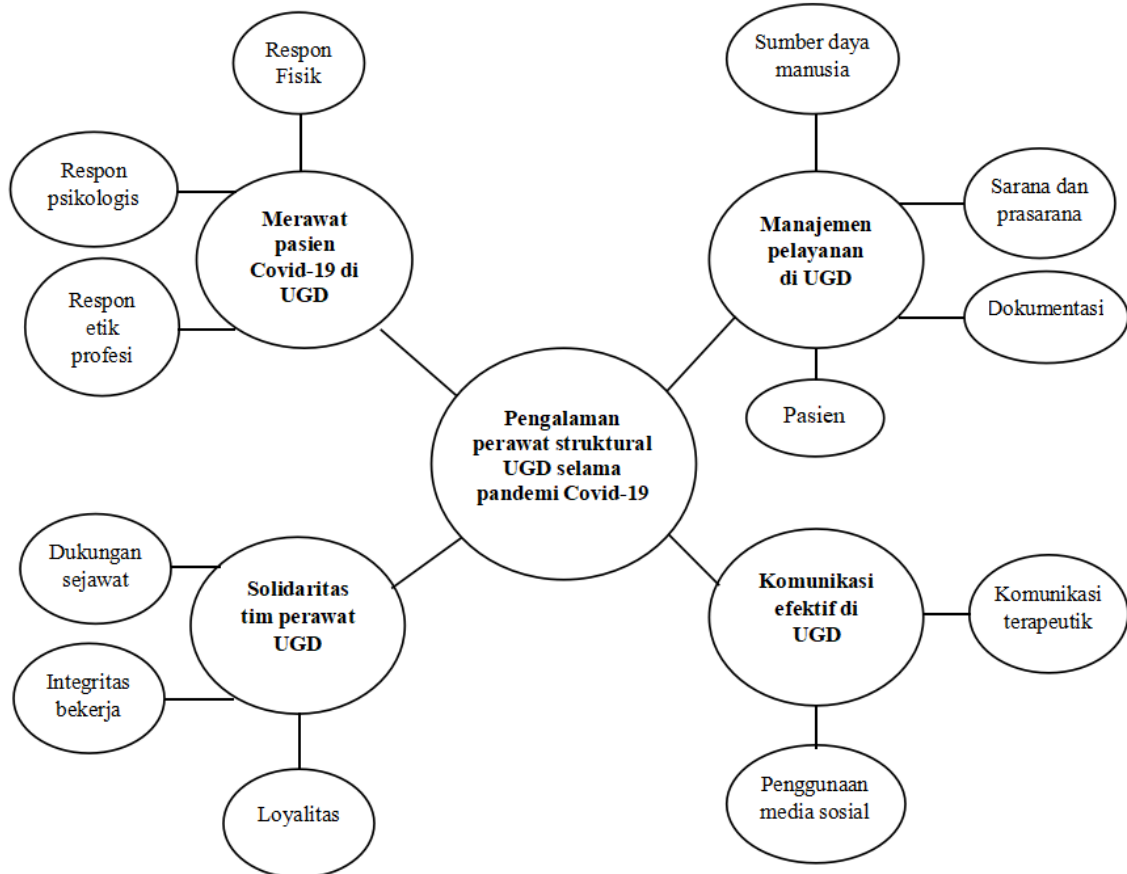 Respon
Fisik
Respon
psikologis
Respon
etik
profesi
Merawat
pasien
Covid-19 di
UGD
Sumber daya
manusia
Sarana dan
prasarana
Dokumentasi
Pasien
Manajemen
pelayanan
di UGD
Pengalaman
perawat struktural
UGD selama
pandemi Covid-19
Dukungan
sejawat
Integritas
bekerja
Loyalitas
Solidaritas
tim perawat
UGD
Komunikasi
efektif di
UGD
Komunikasi
terapeutik
Penggunaan
media sosial